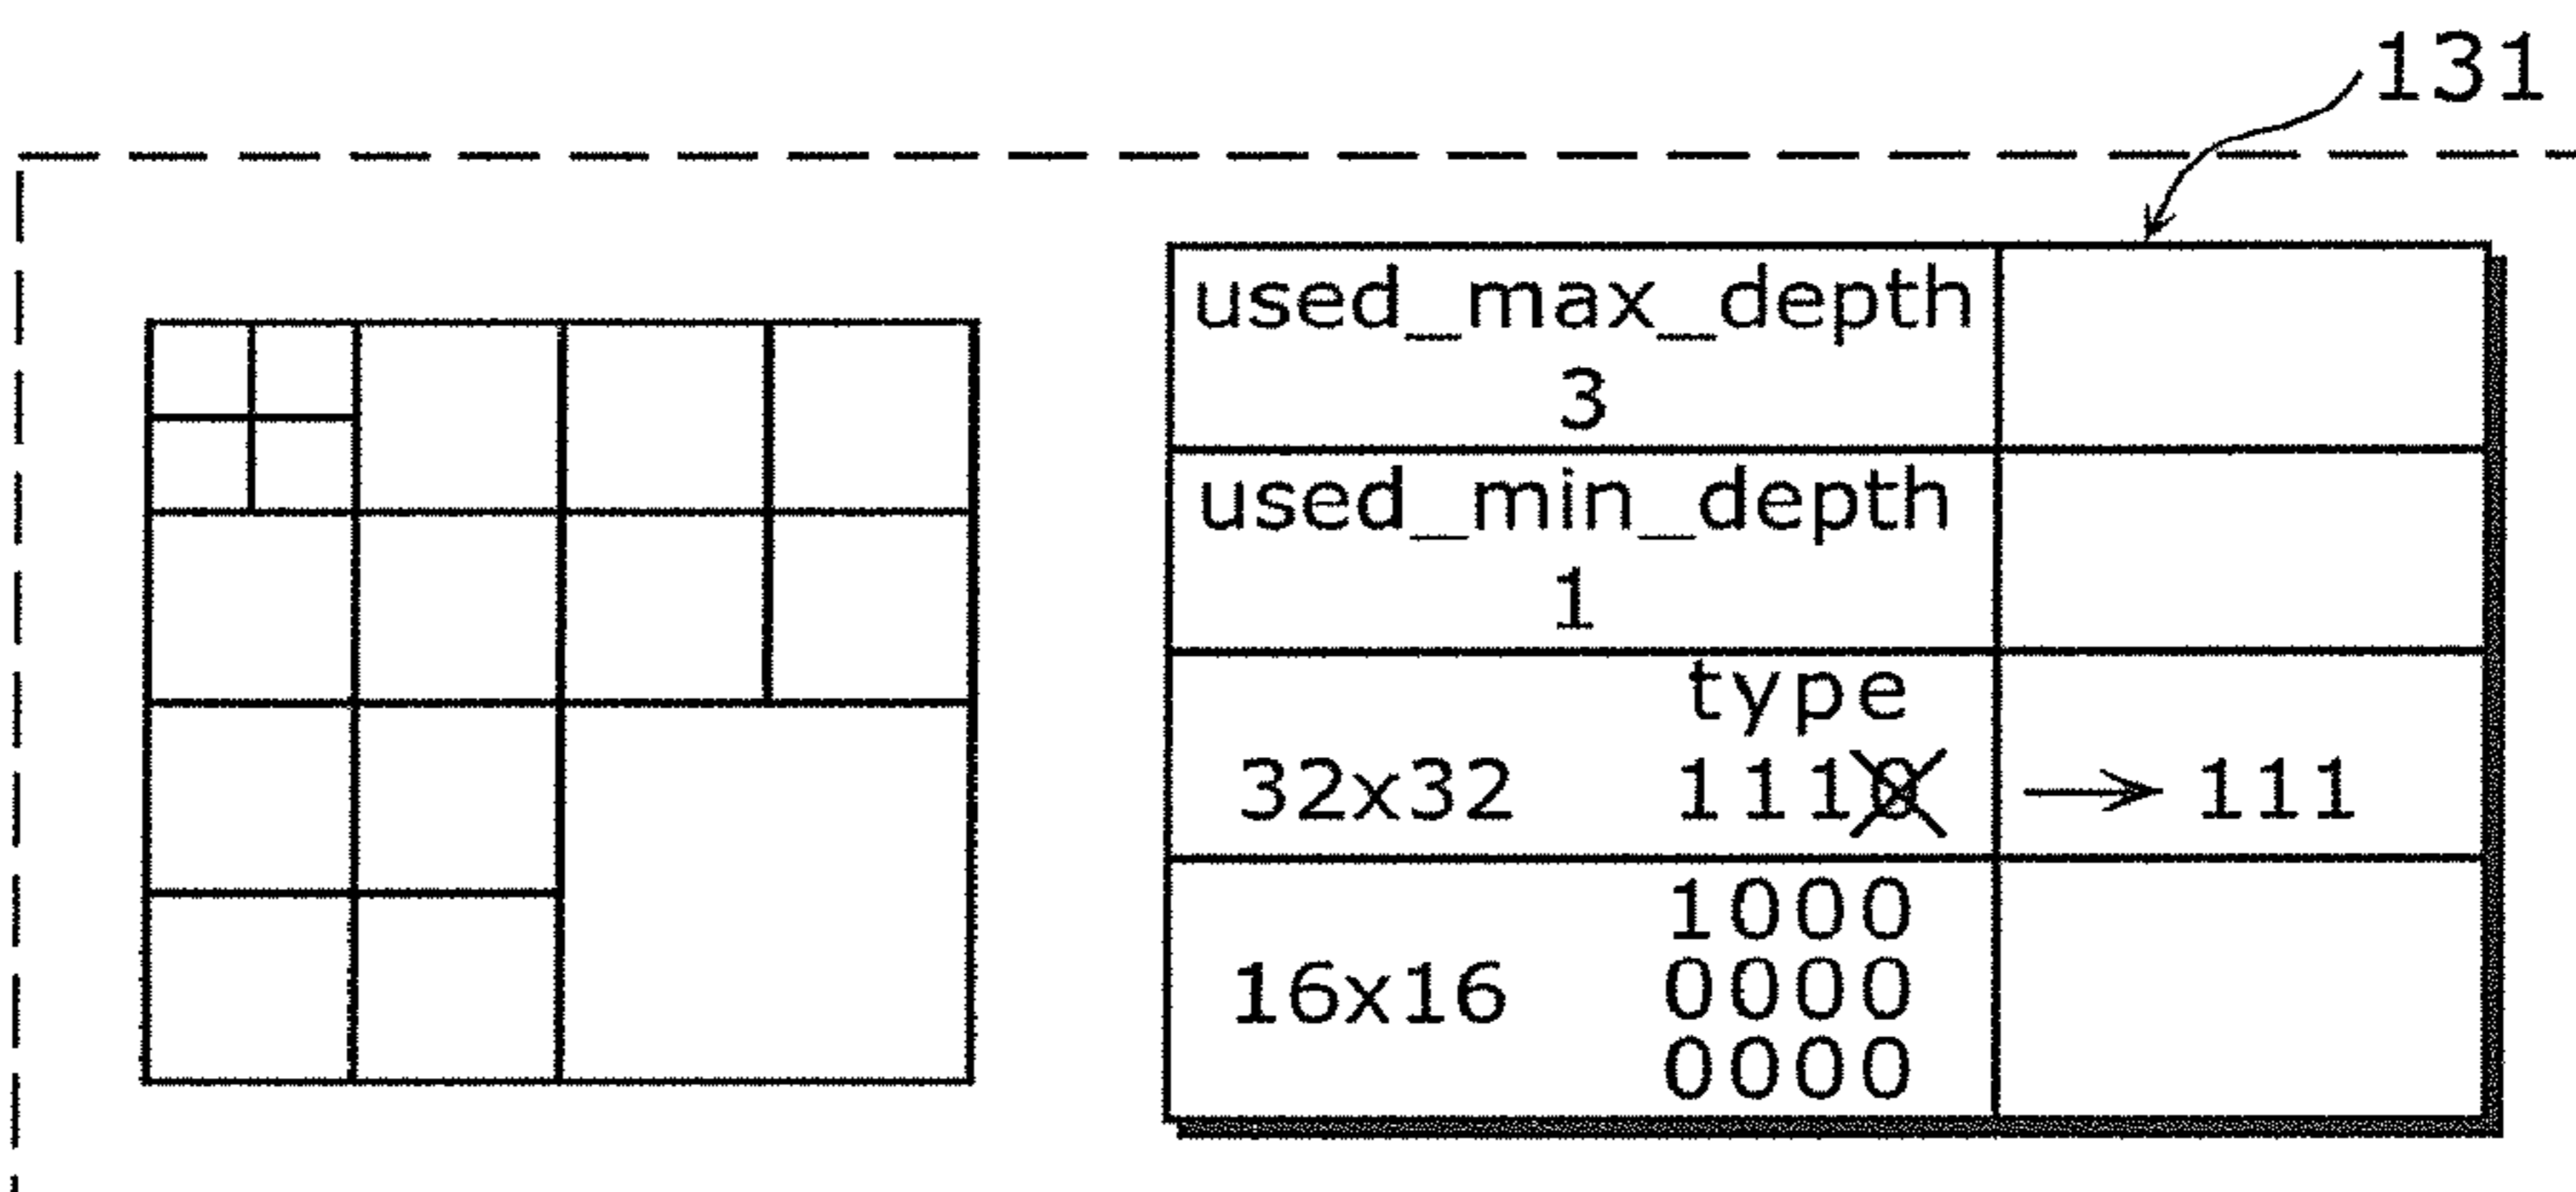 131
used_max_depth
3
used_min_depth
1
type
32x32 1110 → 111
1000
16x16 0000
0000